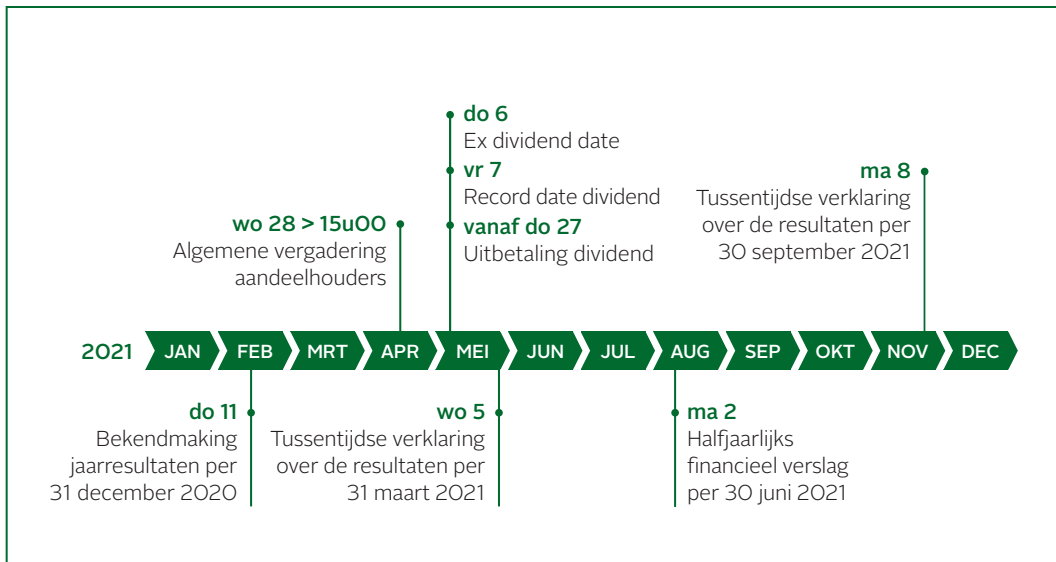 do 6
Ex dividend date
vr 7
Record date dividend
vanaf do 27
Uitbetaling dividend
wo 28 > 15u00
Algemene vergadering
aandeelhouders
ma 8
Tussentijdse verklaring
over de resultaten per
30 september 2021
2021 JAN FEB MRT APR MEI JUN JUL AUG SEP OKT NOV DEC
do 11
Bekendmaking
jaarresultaten per
31 december 2020
wo 5
Tussentijdse verklaring
over de resultaten per
31 maart 2021
ma 2
Halfjaarlijks
financieel verslag
per 30 juni 2021